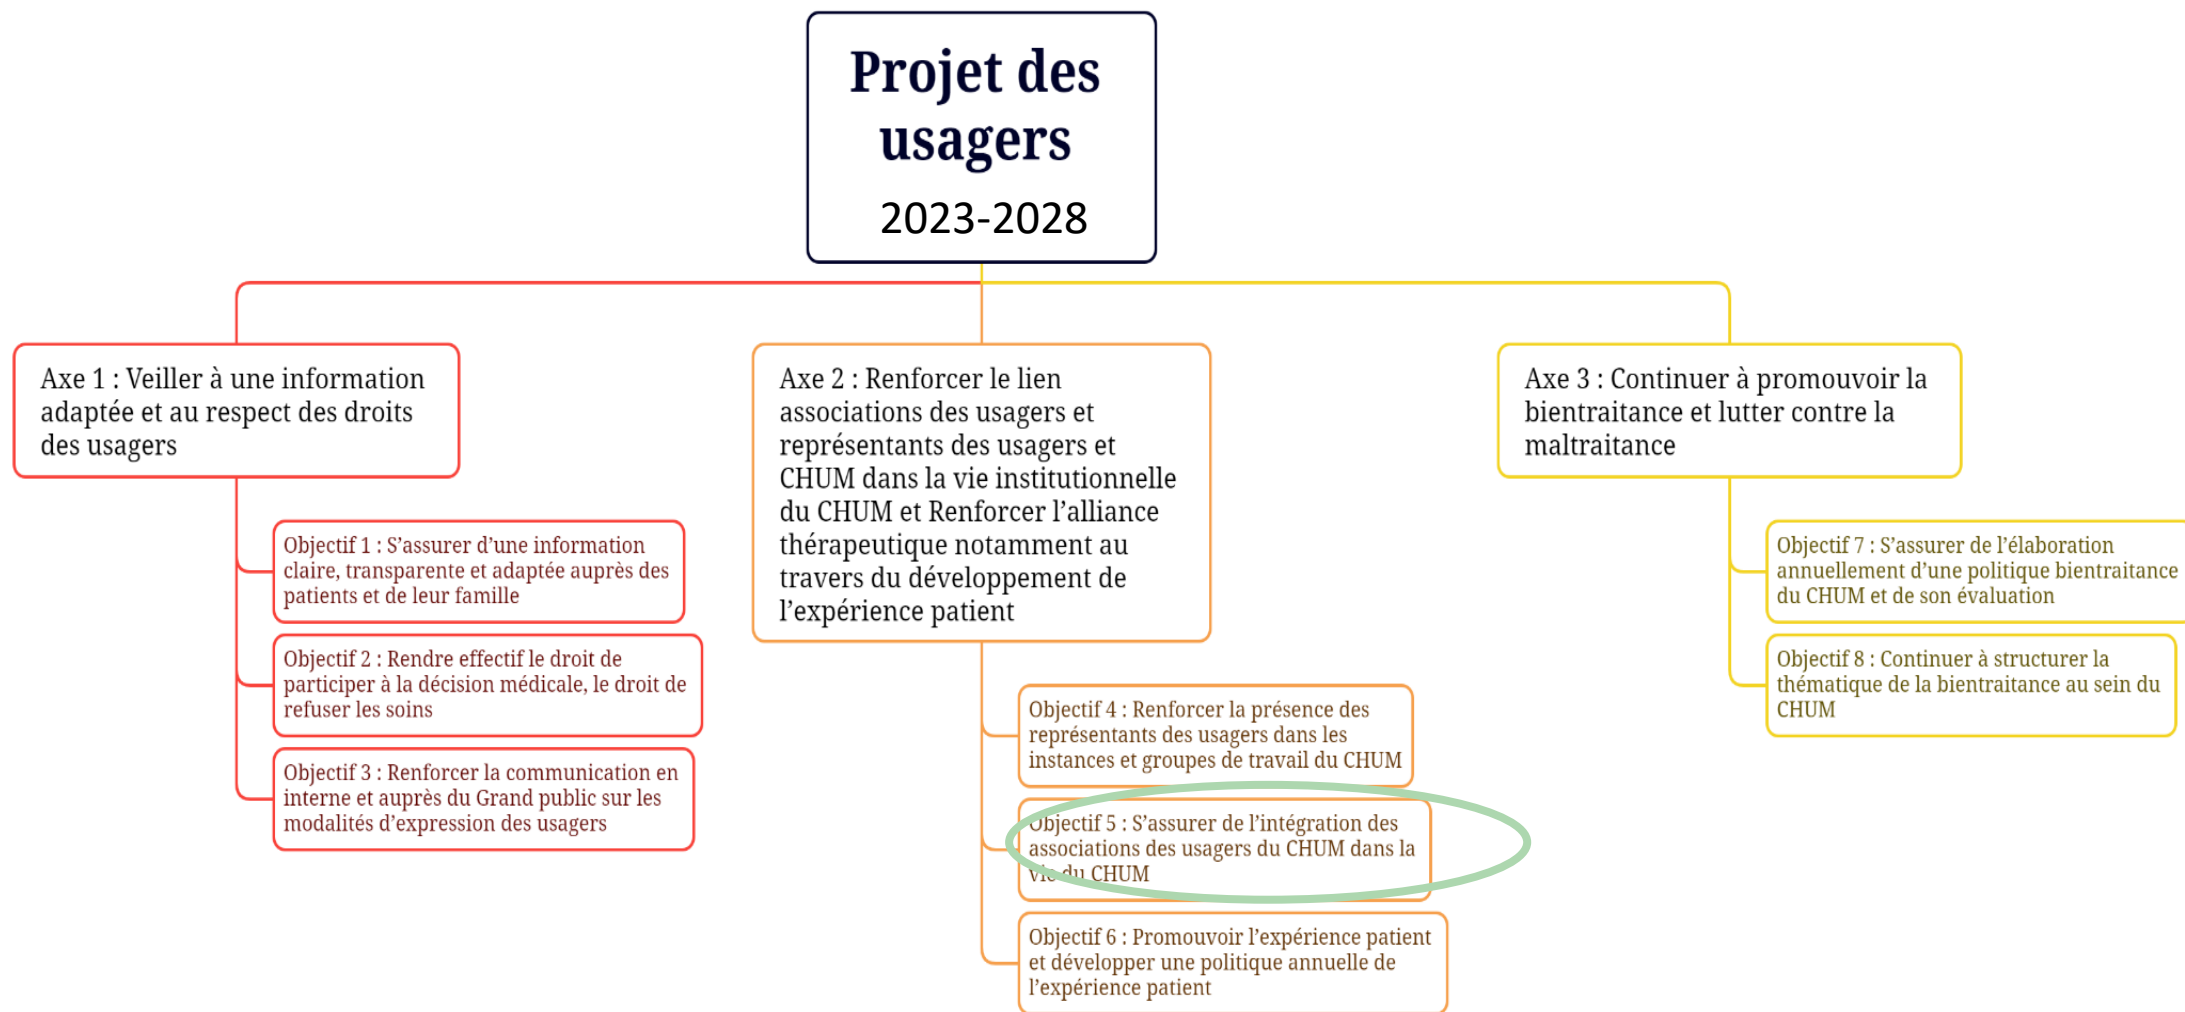 Projet des
usagers
2023-2028
Axe 1 : Veiller à une information
adaptée et au respect des droits
des usagers
Objectif 1 : S’assurer d’une information
claire, transparente et adaptée auprès des
patients et de leur famille
Objectif 2 : Rendre effectif le droit de
participer à la décision médicale, le droit de
refuser les soins
Objectif 3 : Renforcer la communication en
interne et auprès du Grand public sur les
modalités d’expression des usagers
Axe 2 : Renforcer le lien
associations des usagers et
représentants des usagers et
CHUM dans la vie institutionnelle
du CHUM et Renforcer l’alliance
thérapeutique notamment au
travers du développement de
l’expérience patient
Objectif 4 : Renforcer la présence des
représentants des usagers dans les
instances et groupes de travail du CHUM
Objectif 5 : S’assurer de l’intégration des
associations des usagers du CHUM dans la
vie du CHUM
Objectif 6 : Promouvoir l’expérience patient
et développer une politique annuelle de
l’expérience patient
Axe 3 : Continuer à promouvoir la
bientraitance et lutter contre la
maltraitance
Objectif 7 : S’assurer de l’élaboration
annuellement d’une politique bientraitance
du CHUM et de son évaluation
Objectif 8 : Continuer à structurer la
thématique de la bientraitance au sein du
CHUM